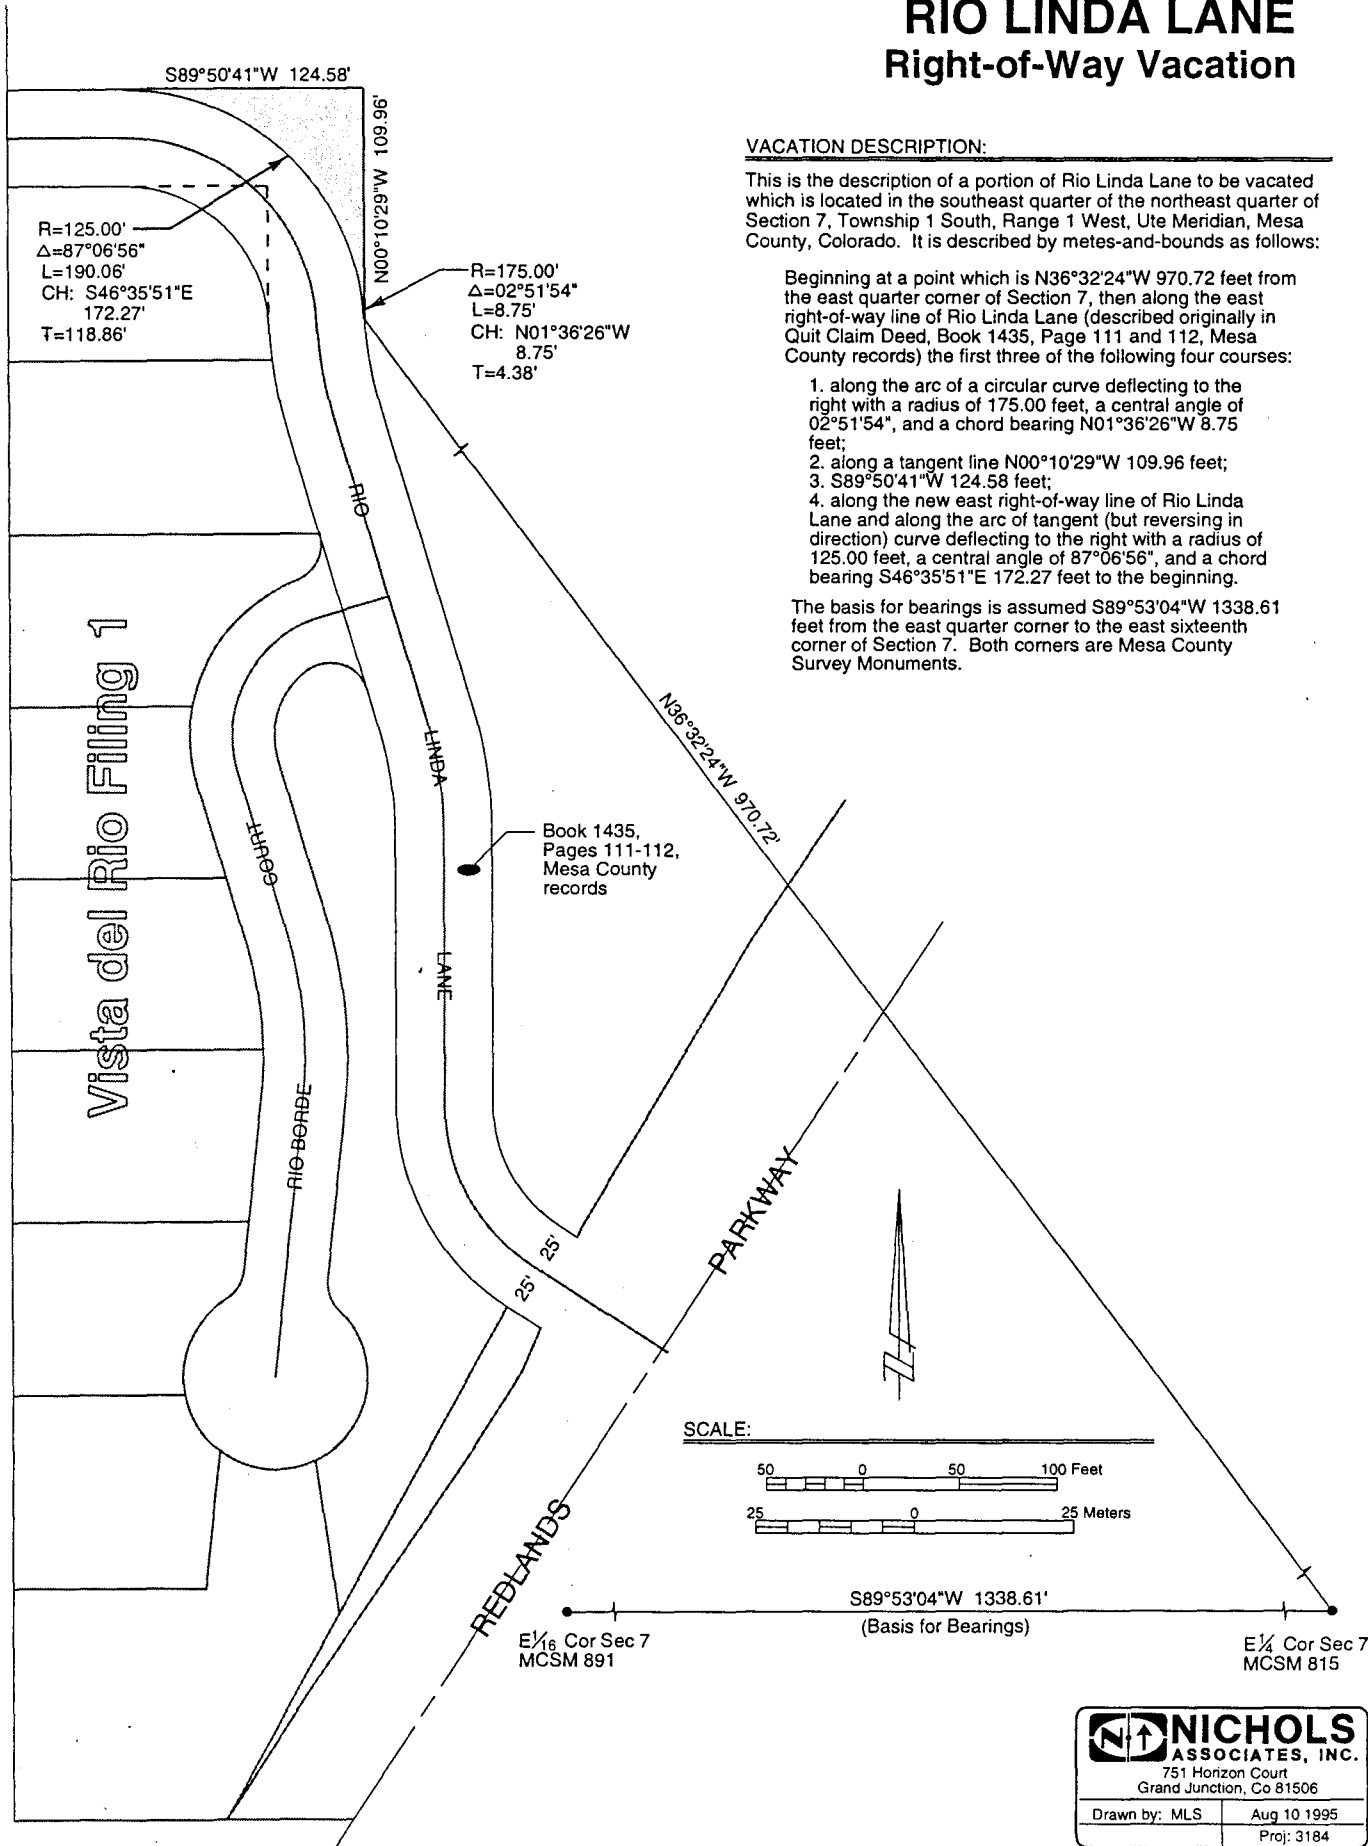 RIO LINDA LANE
Right-of-Way Vacation
S89°50'41"W 124.58'
N00°10'29"W 109.96'
R=125.00'
Δ=87°06'56"
L=190.06'
CH: S46°35'51"E
172.27'
T=118.86'
R=175.00'
Δ=02°51'54"
L=8.75'
CH: N01°36'26"W
8.75'
T=4.38'
VACATION DESCRIPTION:
This is the description of a portion of Rio Linda Lane to be vacated
which is located in the southeast quarter of the northeast quarter of
Section 7, Township 1 South, Range 1 West, Ute Meridian, Mesa
County, Colorado. It is described by metes-and-bounds as follows:
Beginning at a point which is N36°32'24"W 970.72 feet from
the east quarter corner of Section 7, then along the east
right-of-way line of Rio Linda Lane (described originally in
Quit Claim Deed, Book 1435, Page 111 and 112, Mesa
County records) the first three of the following four courses:
1. along the arc of a circular curve deflecting to the
right with a radius of 175.00 feet, a central angle of
02°51'54", and a chord bearing N01°36'26"W 8.75
feet;
2. along a tangent line N00°10'29"W 109.96 feet;
3. S89°50'41"W 124.58 feet;
4. along the new east right-of-way line of Rio Linda
Lane and along the arc of tangent (but reversing in
direction) curve deflecting to the right with a radius of
125.00 feet, a central angle of 87°06'56", and a chord
bearing S46°35'51"E 172.27 feet to the beginning.
The basis for bearings is assumed S89°53'04"W 1338.61
feet from the east quarter corner to the east sixteenth
corner of Section 7. Both corners are Mesa County
Survey Monuments.
RIO
LINDA
LANE
Vista del Rio Filing 1
COURT
RIO BORDE
N36°32'24"W 970.72'
Book 1435,
Pages 111-112,
Mesa County
records
25'
25'
PARKWAY
REDLANDS
N
SCALE:
50 0 50 100 Feet
25 0 25 Meters
S89°53'04"W 1338.61'
(Basis for Bearings)
E1/16 Cor Sec 7
MCSM 891
E1/4 Cor Sec 7
MCSM 815
N NICHOLS
ASSOCIATES, INC.
751 Horizon Court
Grand Junction, Co 81506
Drawn by: MLS Aug 10 1995
Proj: 3184